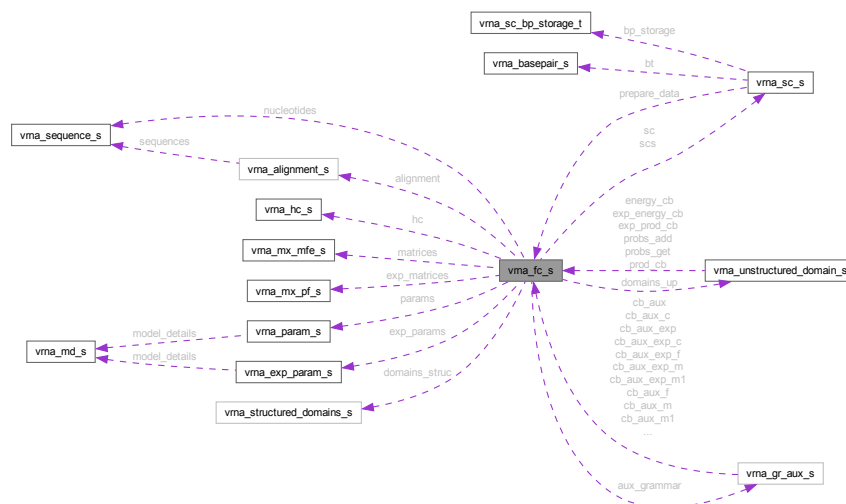 vrna_sc_bp_storage_t
bp_storage
vrna_basepair_s
bt
vrna_sc_s
prepare_data
nucleotides
vrna_sequence_s
sequences
sc
scs
vrna_alignment_s
alignment
energy_cb
exp_energy_cb
exp_prod_cb
probs_add
probs_get
prod_cb
vrna_hc_s
hc
vrna_mx_mfe_s
matrices
vrna_fc_s
vrna_unstructured_domain_s
domains_up
vrna_mx_pf_s
exp_matrices
params
vrna_param_s
model_details
exp_params
vrna_md_s
model_details
vrna_exp_param_s
domains_struc
vrna_structured_domains_s
cb_aux
cb_aux_c
cb_aux_exp
cb_aux_exp_c
cb_aux_exp_f
cb_aux_exp_m
cb_aux_exp_m1
cb_aux_f
cb_aux_m
cb_aux_m1
...
vrna_gr_aux_s
aux_grammar